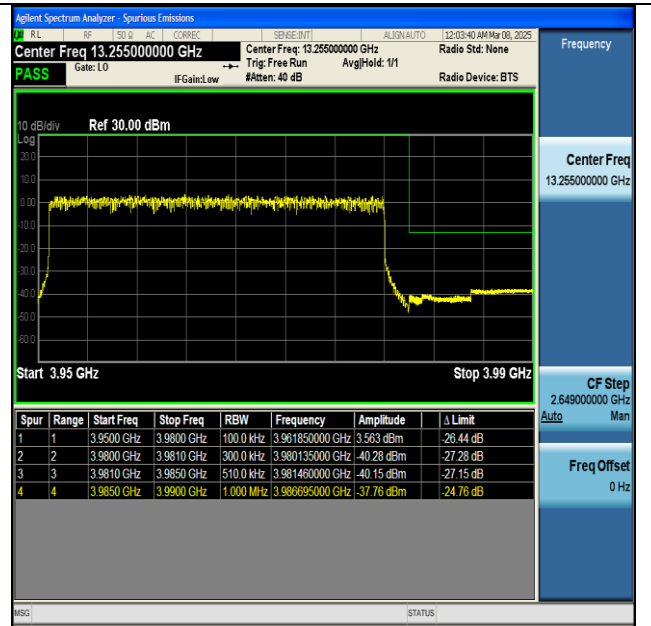 Agilent Spectrum Analyzer - Spurious Emissions
LXI RL RF 50 Ω AC CORREC SENSE:INT ALIGN AUTO 12:03:40 AM Mar 08, 2025
Center Freq 13.255000000 GHz Center Freq: 13.255000000 GHz Radio Std: None
PASS Gate: LO Trig: Free Run Avg|Hold: 1/1
IFGain:Low #Atten: 40 dB Radio Device: BTS
Frequency
10 dB/div Ref 30.00 dBm
Log
20.0
10.0
0.00
-10.0
-20.0
-30.0
-40.0
-50.0
-60.0
Start 3.95 GHz Stop 3.99 GHz
Center Freq
13.255000000 GHz
CF Step
2.649000000 GHz
Auto Man
Freq Offset
0 Hz
Spur Range Start Freq Stop Freq RBW Frequency Amplitude Δ Limit
1 1 3.9500 GHz 3.9800 GHz 100.0 kHz 3.961850000 GHz 3.563 dBm -26.44 dB
2 2 3.9800 GHz 3.9810 GHz 300.0 kHz 3.980135000 GHz -40.28 dBm -27.28 dB
3 3 3.9810 GHz 3.9850 GHz 510.0 kHz 3.981460000 GHz -40.15 dBm -27.15 dB
4 4 3.9850 GHz 3.9900 GHz 1.000 MHz 3.986695000 GHz -37.76 dBm -24.76 dB
MSG STATUS